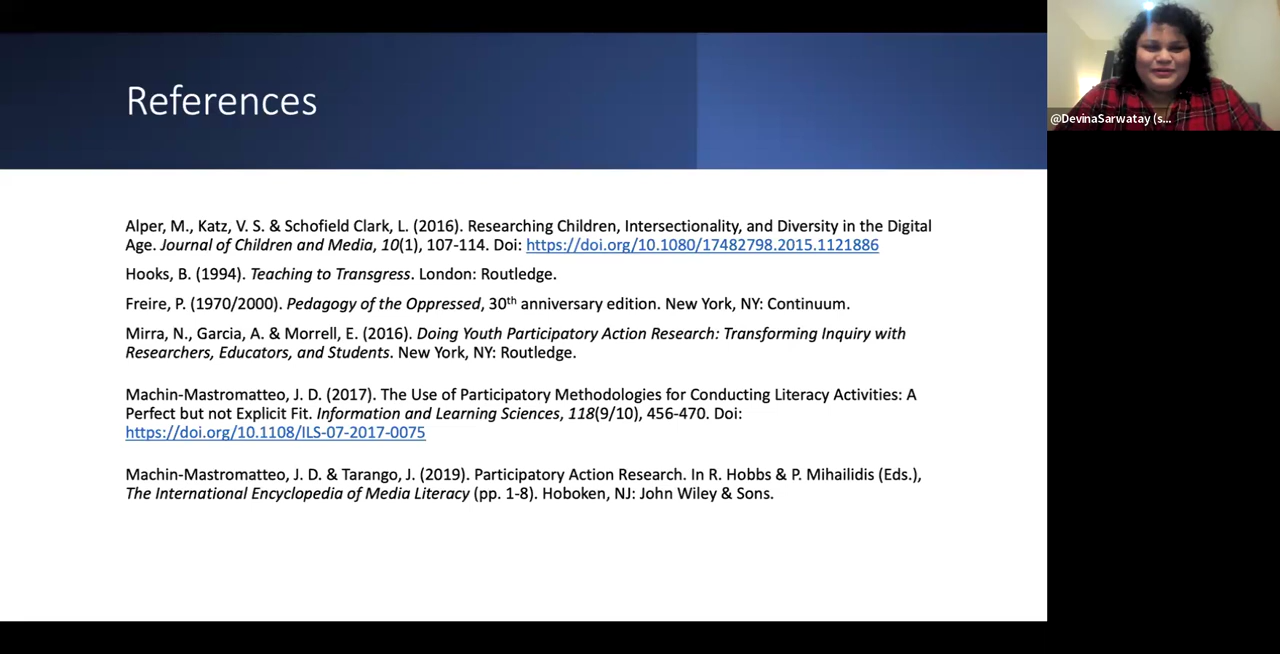 References
Alper, M., Katz, V. S. & Schofield Clark, L. (2016). Researching Children, Intersectionality, and Diversity in the Digital
Age. Journal of Children and Media, 10(1), 107-114. Doi: https://doi.org/10.1080/17482798.2015.1121886
Hooks, B. (1994). Teaching to Transgress. London: Routledge.
Freire, P. (1970/2000). Pedagogy of the Oppressed, 30th anniversary edition. New York, NY: Continuum.
Mirra, N., Garcia, A. & Morrell, E. (2016). Doing Youth Participatory Action Research: Transforming Inquiry with
Researchers, Educators, and Students. New York, NY: Routledge.
Machin-Mastromatteo, J. D. (2017). The Use of Participatory Methodologies for Conducting Literacy Activities: A
Perfect but not Explicit Fit. Information and Learning Sciences, 118(9/10), 456-470. Doi:
https://doi.org/10.1108/ILS-07-2017-0075
Machin-Mastromatteo, J. D. & Tarango, J. (2019). Participatory Action Research. In R. Hobbs & P. Mihailidis (Eds.),
The International Encyclopedia of Media Literacy (pp. 1-8). Hoboken, NJ: John Wiley & Sons.
@DevinaSarwatay (s...